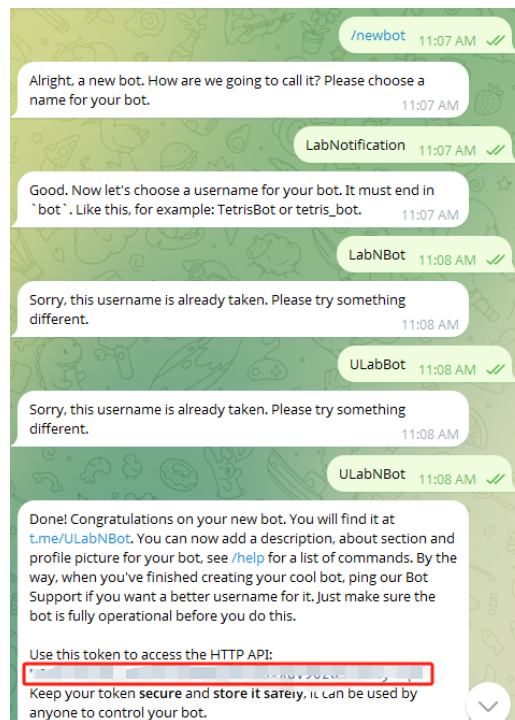 /newbot 11:07 AM
Alright, a new bot. How are we going to call it? Please choose a
name for your bot.
11:07 AM
LabNotification 11:07 AM
Good. Now let's choose a username for your bot. It must end in
`bot`. Like this, for example: TetrisBot or tetris_bot.
11:07 AM
LabNBot 11:08 AM
Sorry, this username is already taken. Please try something
different.
11:08 AM
ULabBot 11:08 AM
Sorry, this username is already taken. Please try something
different.
11:08 AM
ULabNBot 11:08 AM
Done! Congratulations on your new bot. You will find it at
t.me/ULabNBot. You can now add a description, about section and
profile picture for your bot, see /help for a list of commands. By the
way, when you've finished creating your cool bot, ping our Bot
Support if you want a better username for it. Just make sure the
bot is fully operational before you do this.
Use this token to access the HTTP API:
Keep your token secure and store it safely, it can be used by
anyone to control your bot.